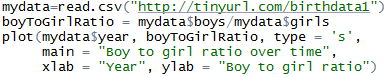 mydata=read.csv("http://tinyurl.com/birthdata1")
boyToGirlRatio = mydata$boys/mydata$girls
plot(mydata$year, boyToGirlRatio, type = 's',
main = "Boy to girl ratio over time",
xlab = "Year", ylab = "Boy to girl ratio")